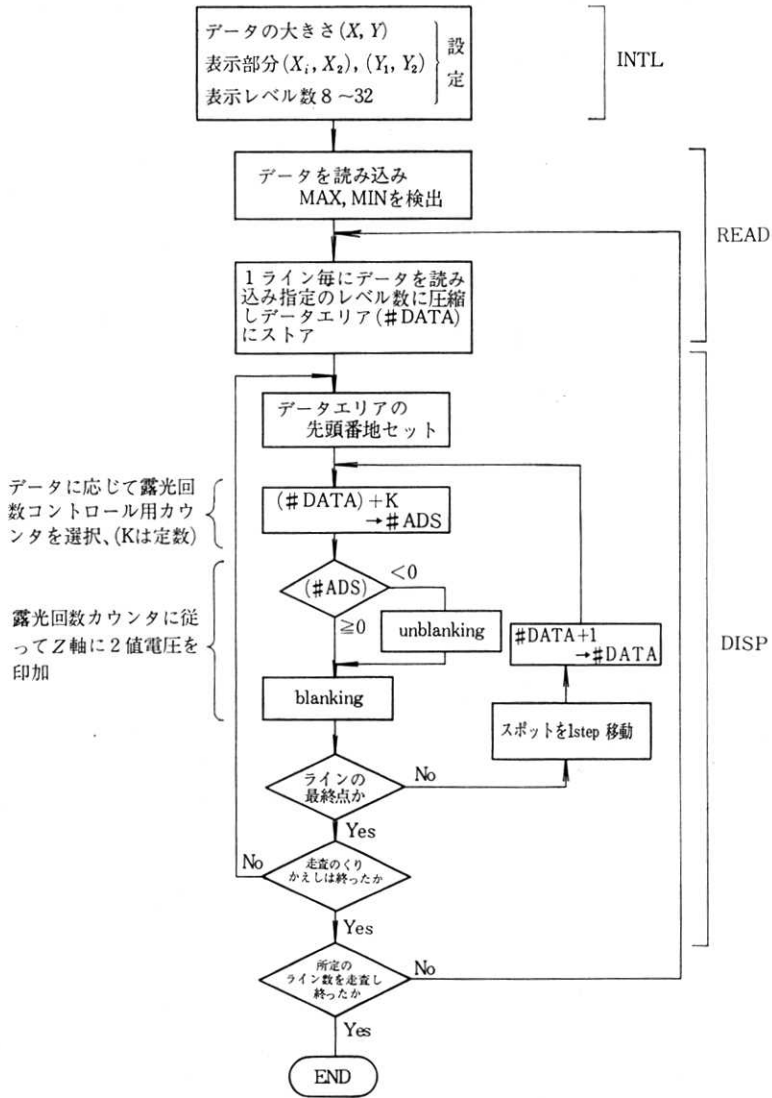 データの大きさ(X, Y)
表示部分(Xi, X2), (Y1, Y2)
表示レベル数8~32
設定
INTL
データを読み込み
MAX, MINを検出
READ
1ライン毎にデータを読み
込み指定のレベル数に圧縮
しデータエリア(#DATA)
にストア
データエリアの
先頭番地セット
データに応じて露光回
数コントロール用カウ
ンタを選択、(Kは定数)
(#DATA)+K
→#ADS
(#ADS)
<0
≧0
unblanking
露光回数カウンタに従
ってZ軸に2値電圧を
印加
blanking
#DATA+1
→#DATA
DISP
スポットを1step 移動
ラインの
最終点か
No
Yes
走査のくり
かえしは終ったか
No
Yes
所定の
ライン数を走査し
終ったか
No
Yes
END